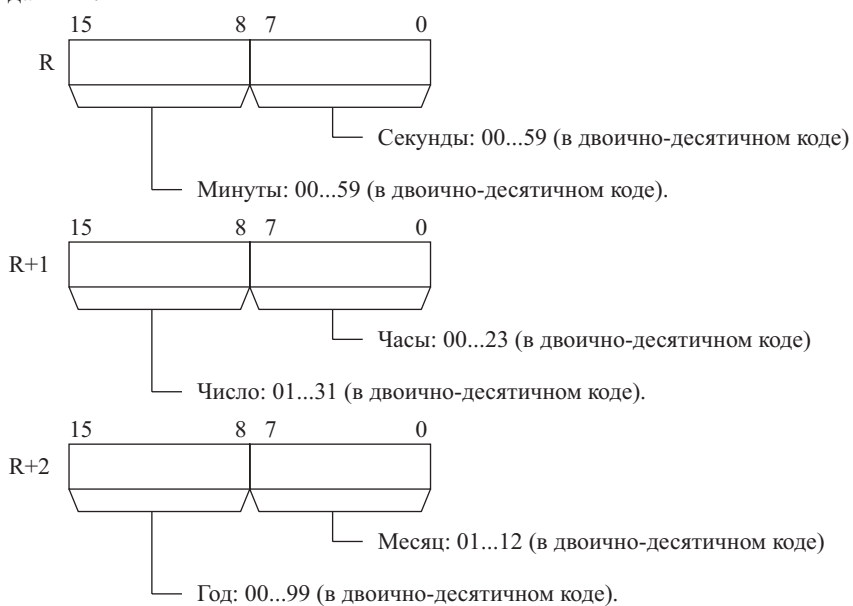 15 8 7 0
R
Секунды: 00...59 (в двоично-десятичном коде)
Минуты: 00...59 (в двоично-десятичном коде).
15 8 7 0
R+1
Часы: 00...23 (в двоично-десятичном коде)
Число: 01...31 (в двоично-десятичном коде).
15 8 7 0
R+2
Месяц: 01...12 (в двоично-десятичном коде)
Год: 00...99 (в двоично-десятичном коде).